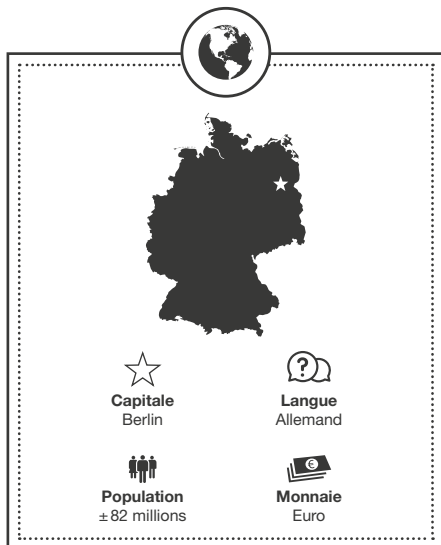 Capitale
Berlin
Langue
Allemand
Population
± 82 millions
Monnaie
Euro